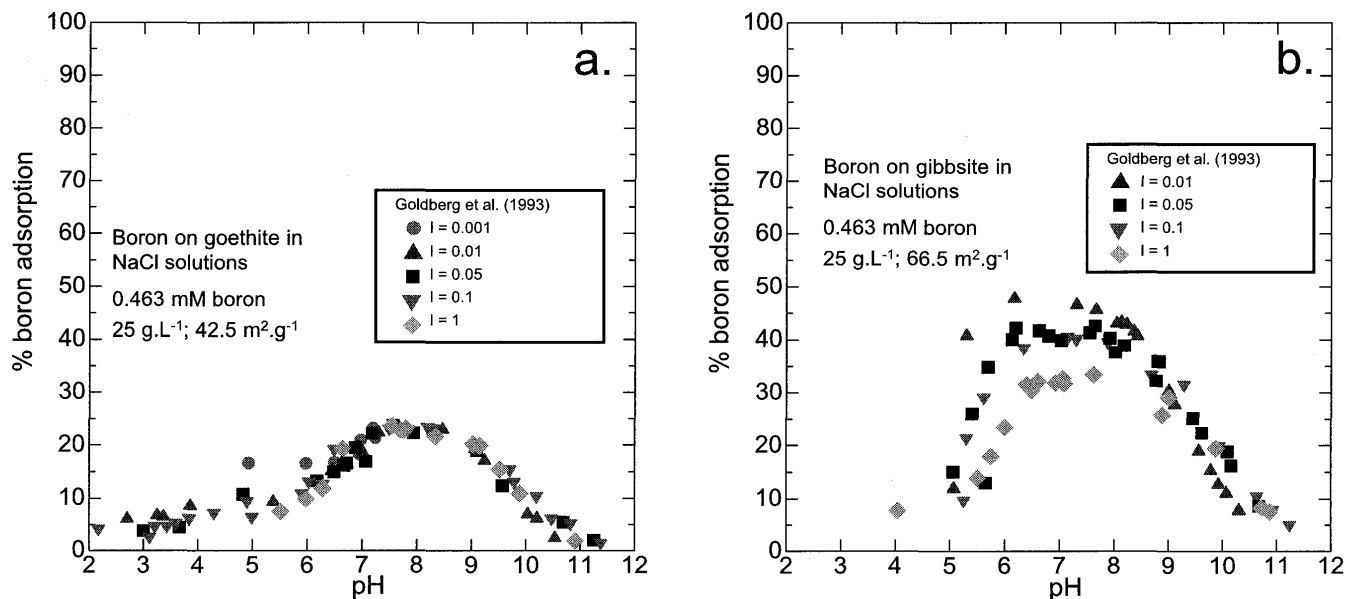 a.
% boron adsorption
100
90
80
70
60
50
40
30
20
10
0
Boron on goethite in
NaCl solutions
0.463 mM boron
25 g.L⁻¹; 42.5 m².g⁻¹
Goldberg et al. (1993)
I = 0.001
I = 0.01
I = 0.05
I = 0.1
I = 1
2 3 4 5 6 7 8 9 10 11 12
pH
b.
% boron adsorption
100
90
80
70
60
50
40
30
20
10
0
Boron on gibbsite in
NaCl solutions
0.463 mM boron
25 g.L⁻¹; 66.5 m².g⁻¹
Goldberg et al. (1993)
I = 0.01
I = 0.05
I = 0.1
I = 1
2 3 4 5 6 7 8 9 10 11 12
pH